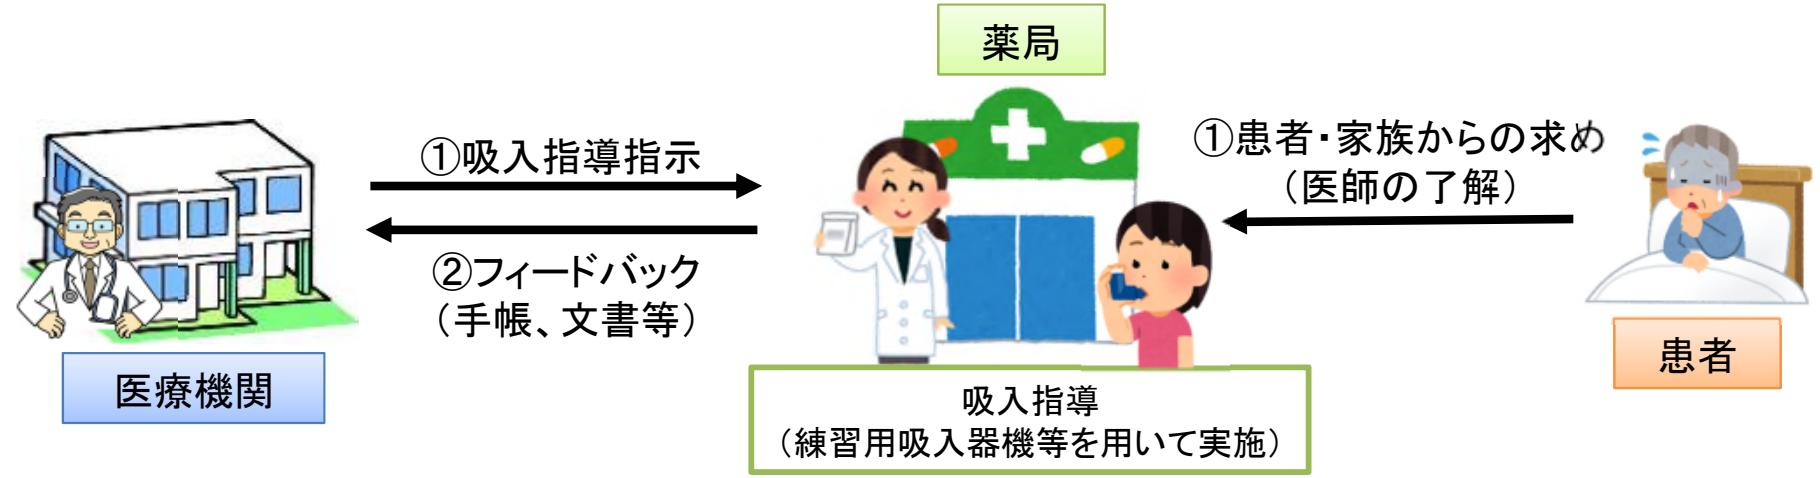 薬局
①吸入指導指示
②フィードバック
（手帳、文書等）
医療機関
①患者・家族からの求め
（医師の了解）
患者
吸入指導
（練習用吸入器機等を用いて実施）